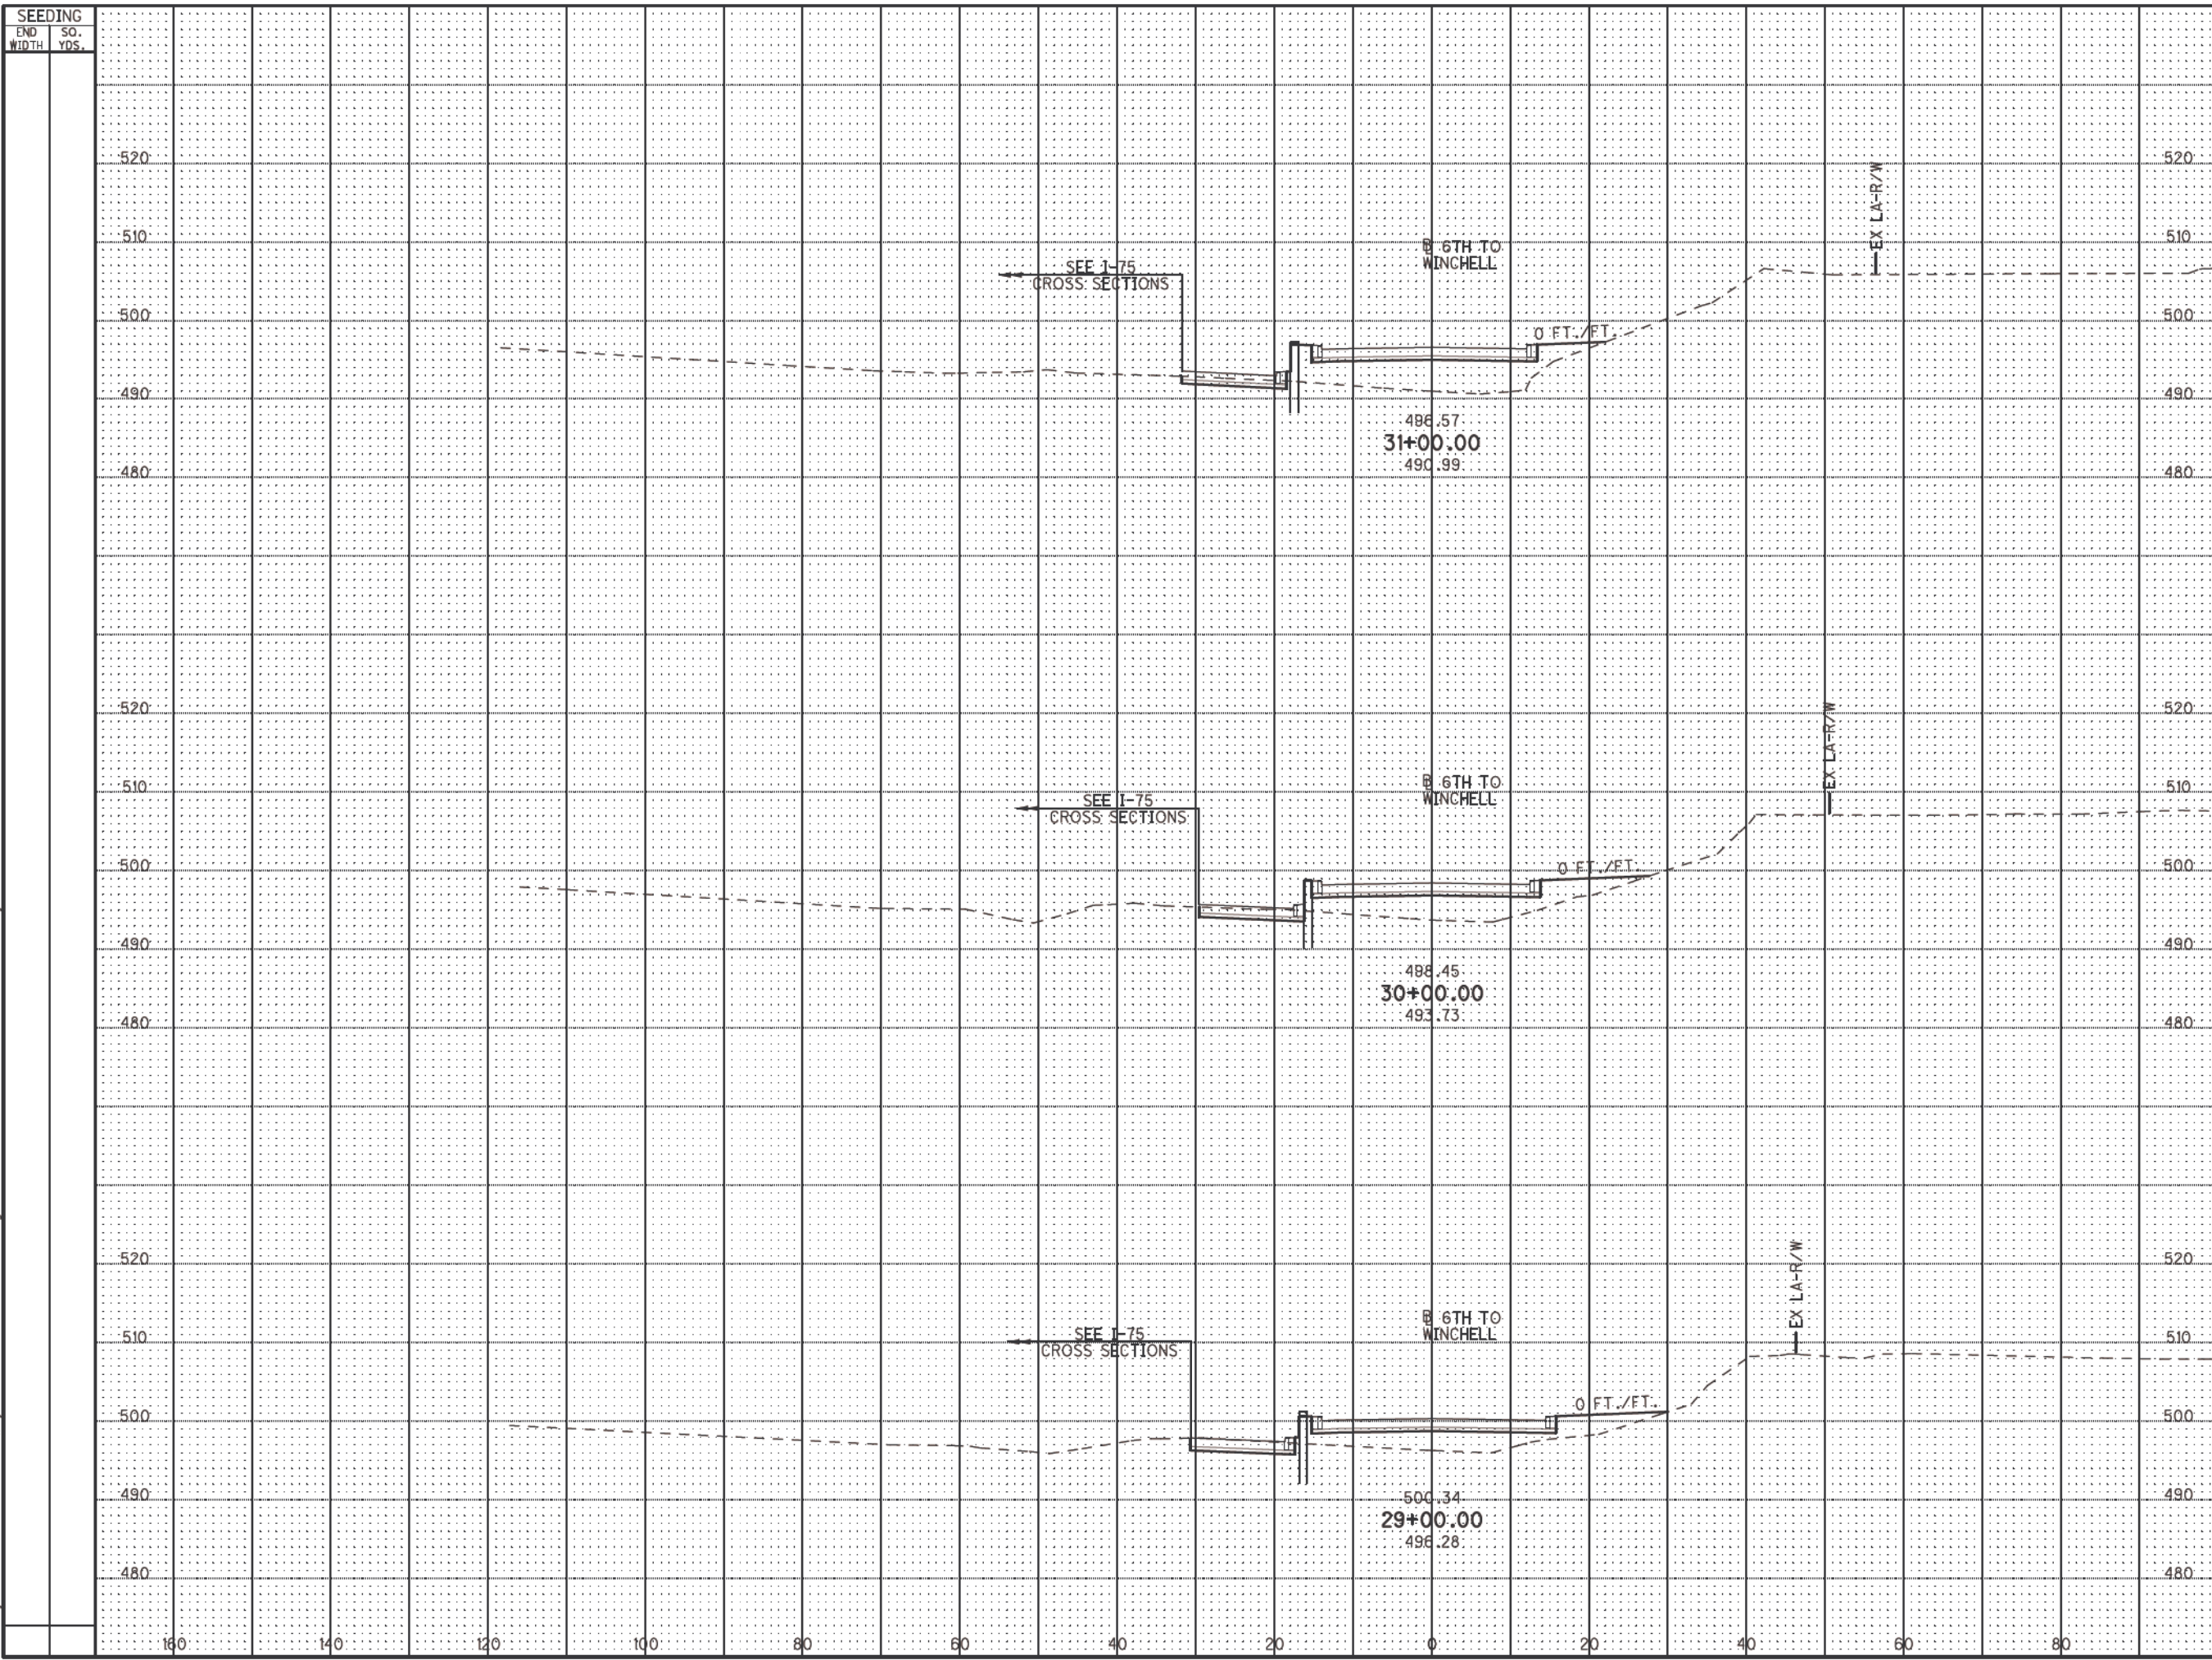 SEEDING
END WIDTH
SQ. YDS.
520 520
EX LA-R/W
510 510
B 6TH TO
WINCHELL
SEE I-75
CROSS SECTIONS
500 500
0 FT./FT.
490 490
496.57
31+00.00
490.99
480 480
520 520
EX LA-R/W
510 510
B 6TH TO
WINCHELL
SEE I-75
CROSS SECTIONS
500 500
0 FT./FT.
490 490
498.45
30+00.00
493.73
480 480
520 520
EX LA-R/W
510 510
B 6TH TO
WINCHELL
SEE I-75
CROSS SECTIONS
500 500
0 FT./FT.
490 490
500.34
29+00.00
496.28
480 480
160 140 120 100 80 60 40 20 0 20 40 60 80